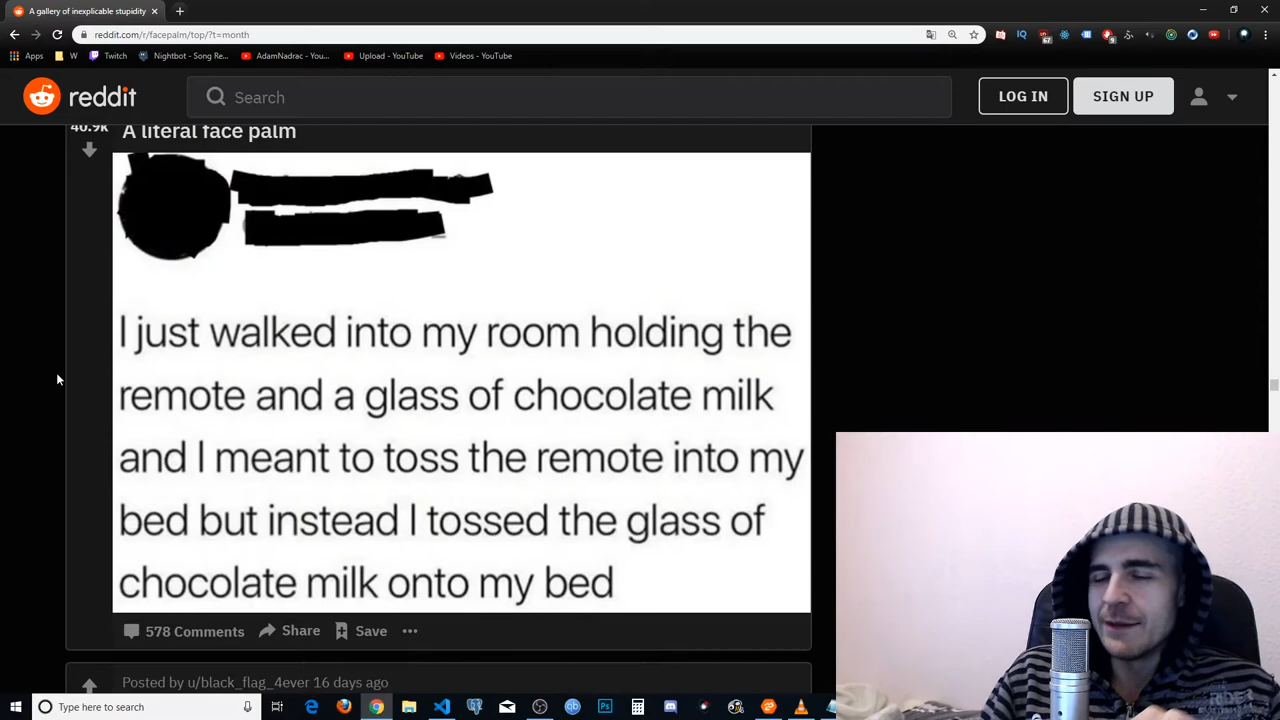 A gallery of inexplicable stupidity
reddit.com/r/facepalm/top/?t=month
Apps
W
Twitch
Nightbot - Song Re...
AdamNadrac - You...
Upload - YouTube
Videos - YouTube
reddit
Search
LOG IN
SIGN UP
40.9k
A literal face palm
I just walked into my room holding the
remote and a glass of chocolate milk
and I meant to toss the remote into my
bed but instead I tossed the glass of
chocolate milk onto my bed
578 Comments
Share
Save
Posted by u/black_flag_4ever 16 days ago
Type here to search